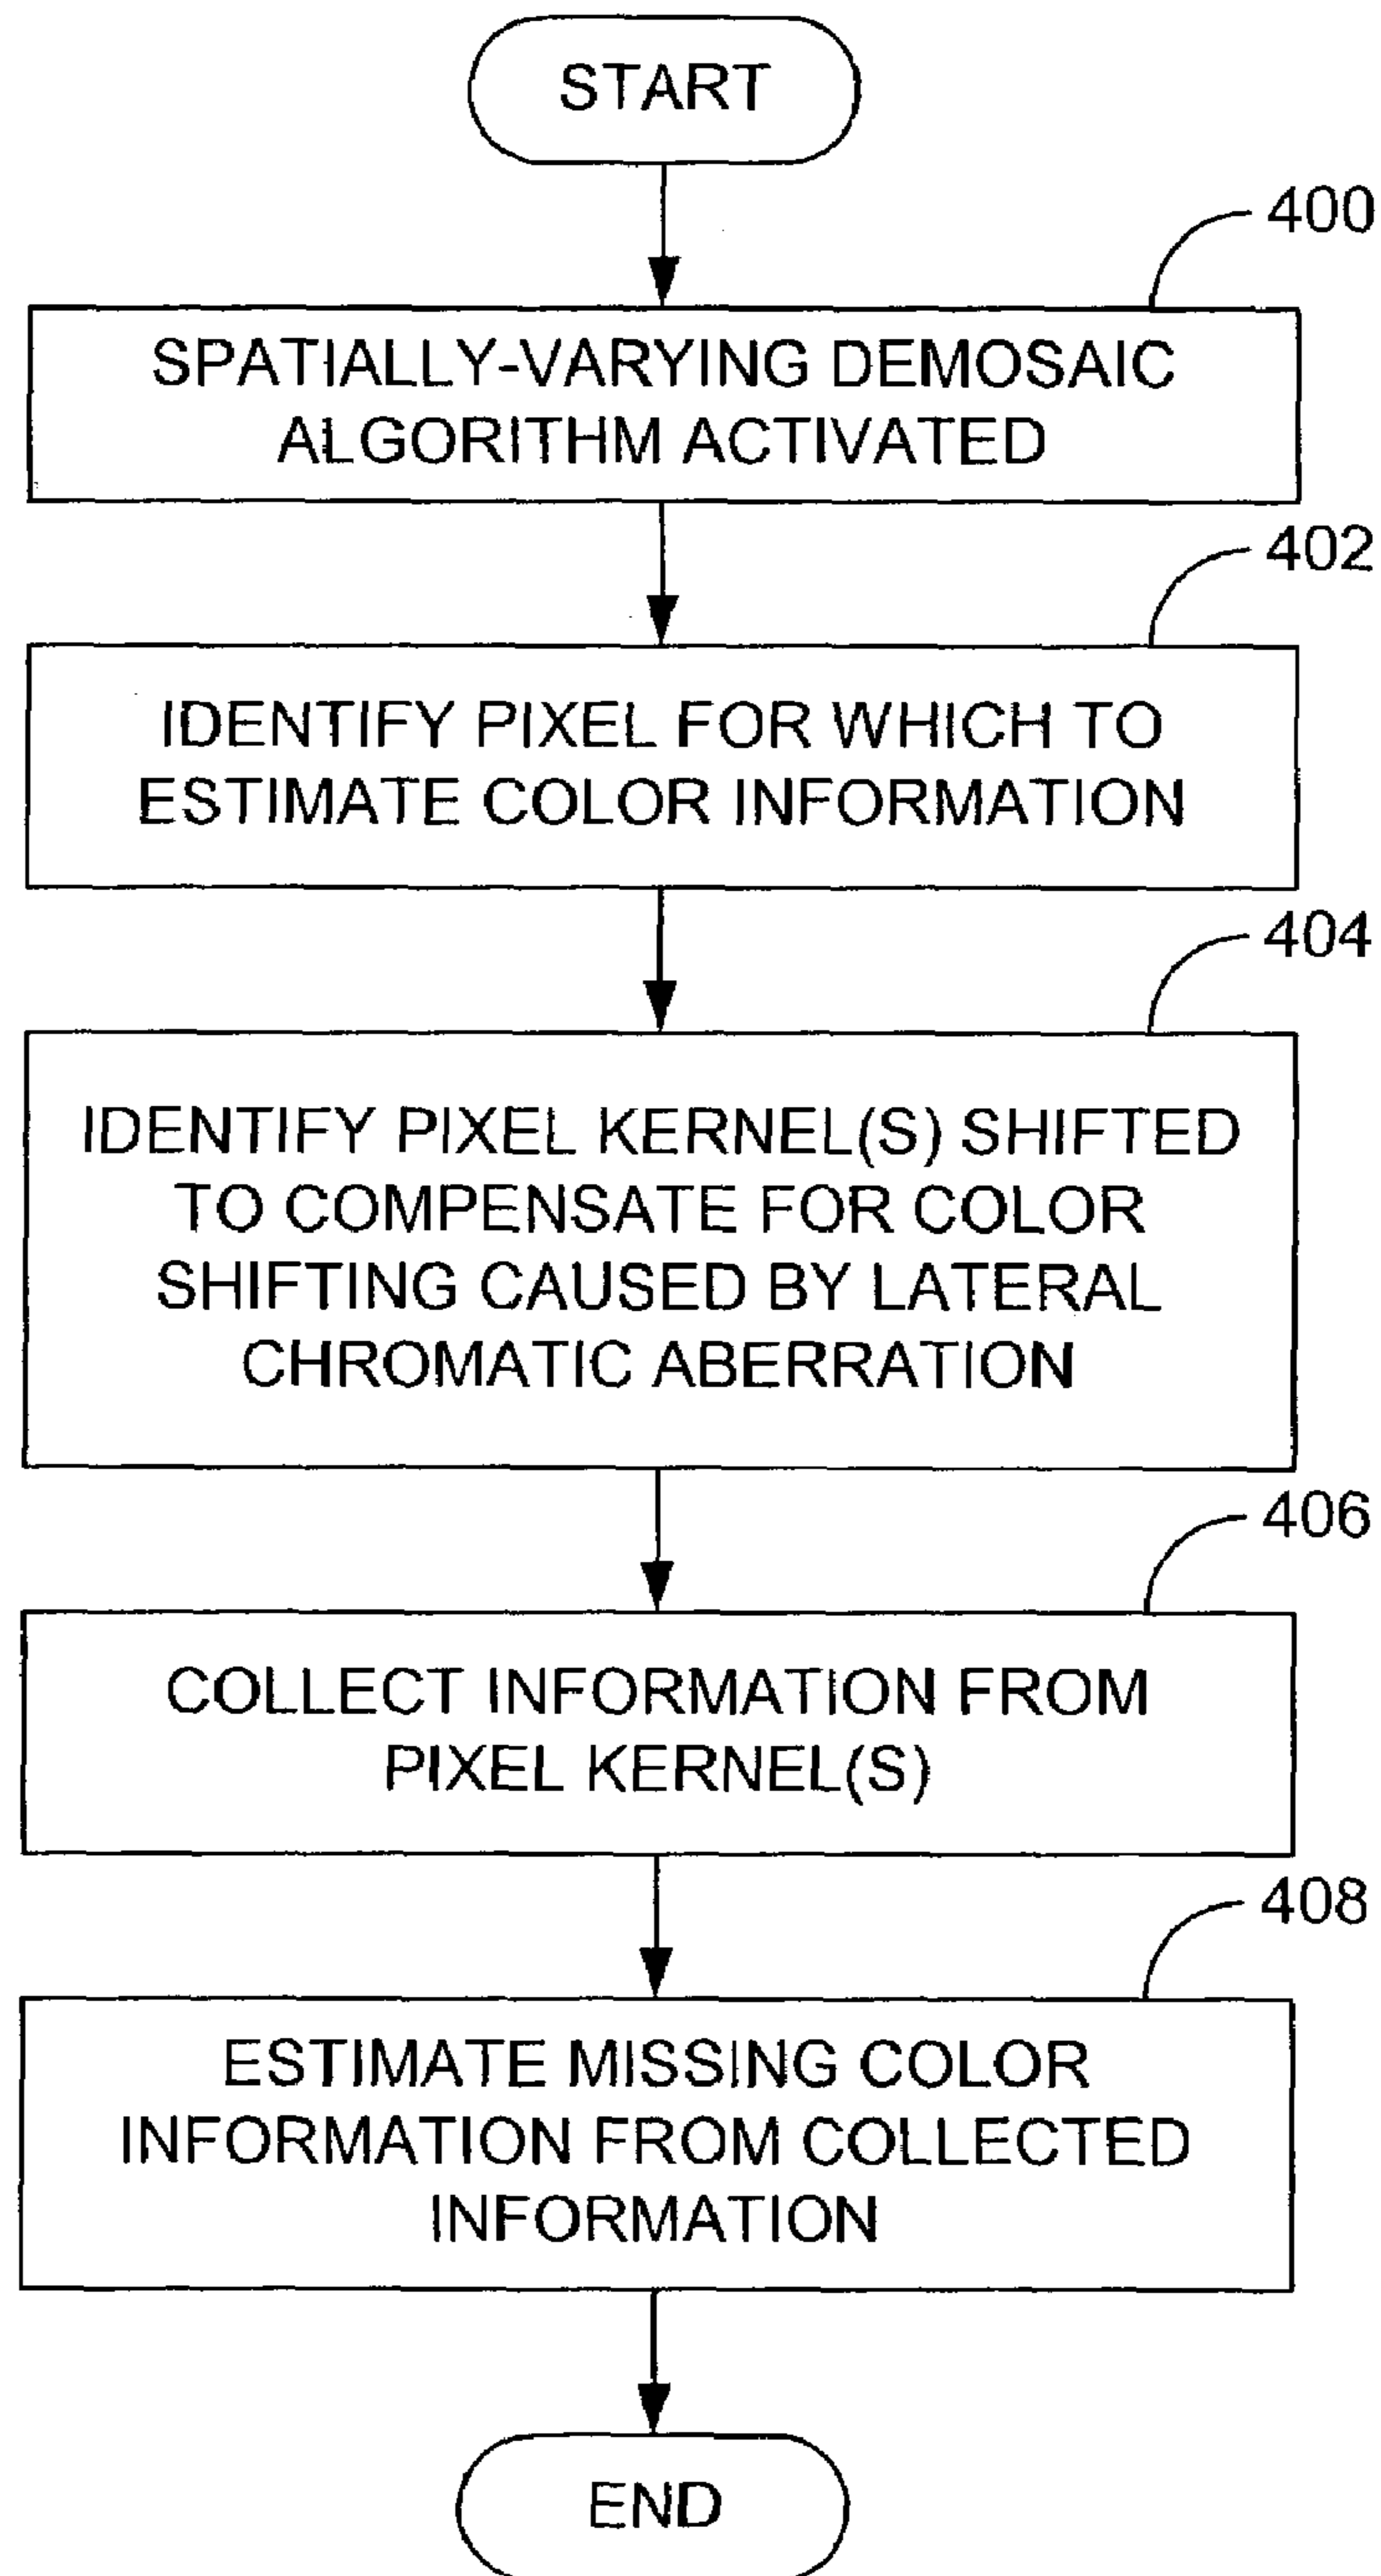 START
400
SPATIALLY-VARYING DEMOSAIC
ALGORITHM ACTIVATED
402
IDENTIFY PIXEL FOR WHICH TO
ESTIMATE COLOR INFORMATION
404
IDENTIFY PIXEL KERNEL(S) SHIFTED
TO COMPENSATE FOR COLOR
SHIFTING CAUSED BY LATERAL
CHROMATIC ABERRATION
406
COLLECT INFORMATION FROM
PIXEL KERNEL(S)
408
ESTIMATE MISSING COLOR
INFORMATION FROM COLLECTED
INFORMATION
END